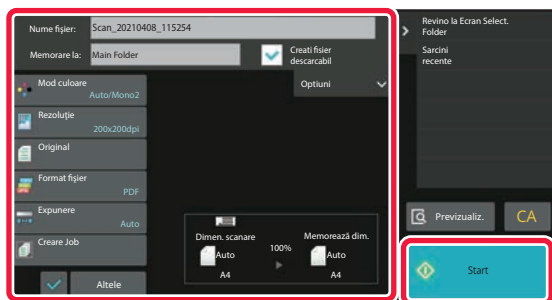 Nume fișier: Scan_20210408_115254
Memorare la: Main Folder
Creati fisier
descarcabil
Optiuni
Mod culoare
Auto/Mono2
Rezoluție
200x200dpi
Original
Format fișier
PDF
Expunere
Auto
Creare Job
Altele
Dimen. scanare
Auto
A4
100%
Memorează dim.
Auto
A4
Revino la Ecran Select.
Folder
Sarcini
recente
Previzualiz.
CA
Start